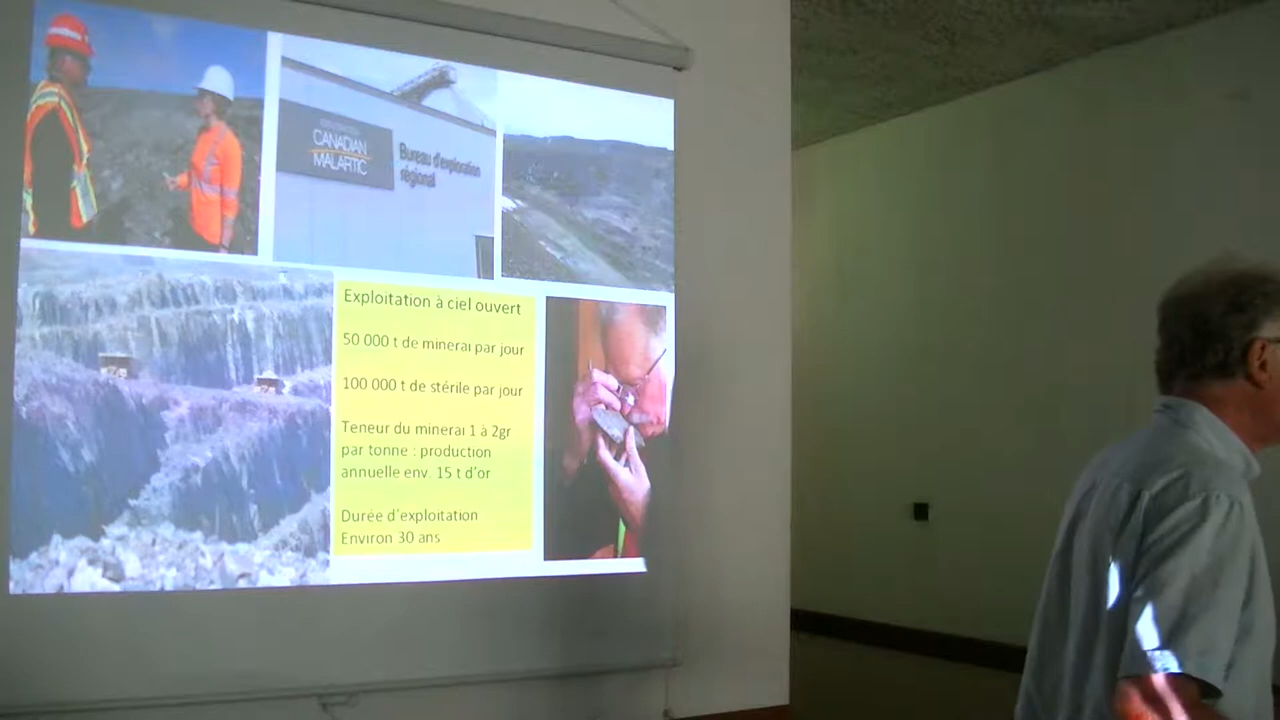 CANADIAN
MALARTIC
Bureau d'exploration
régional
Exploitation à ciel ouvert
50 000 t de minerai par jour
100 000 t de stérile par jour
Teneur du minerai 1 à 2gr
par tonne : production
annuelle env. 15 t d'or
Durée d'exploitation
Environ 30 ans